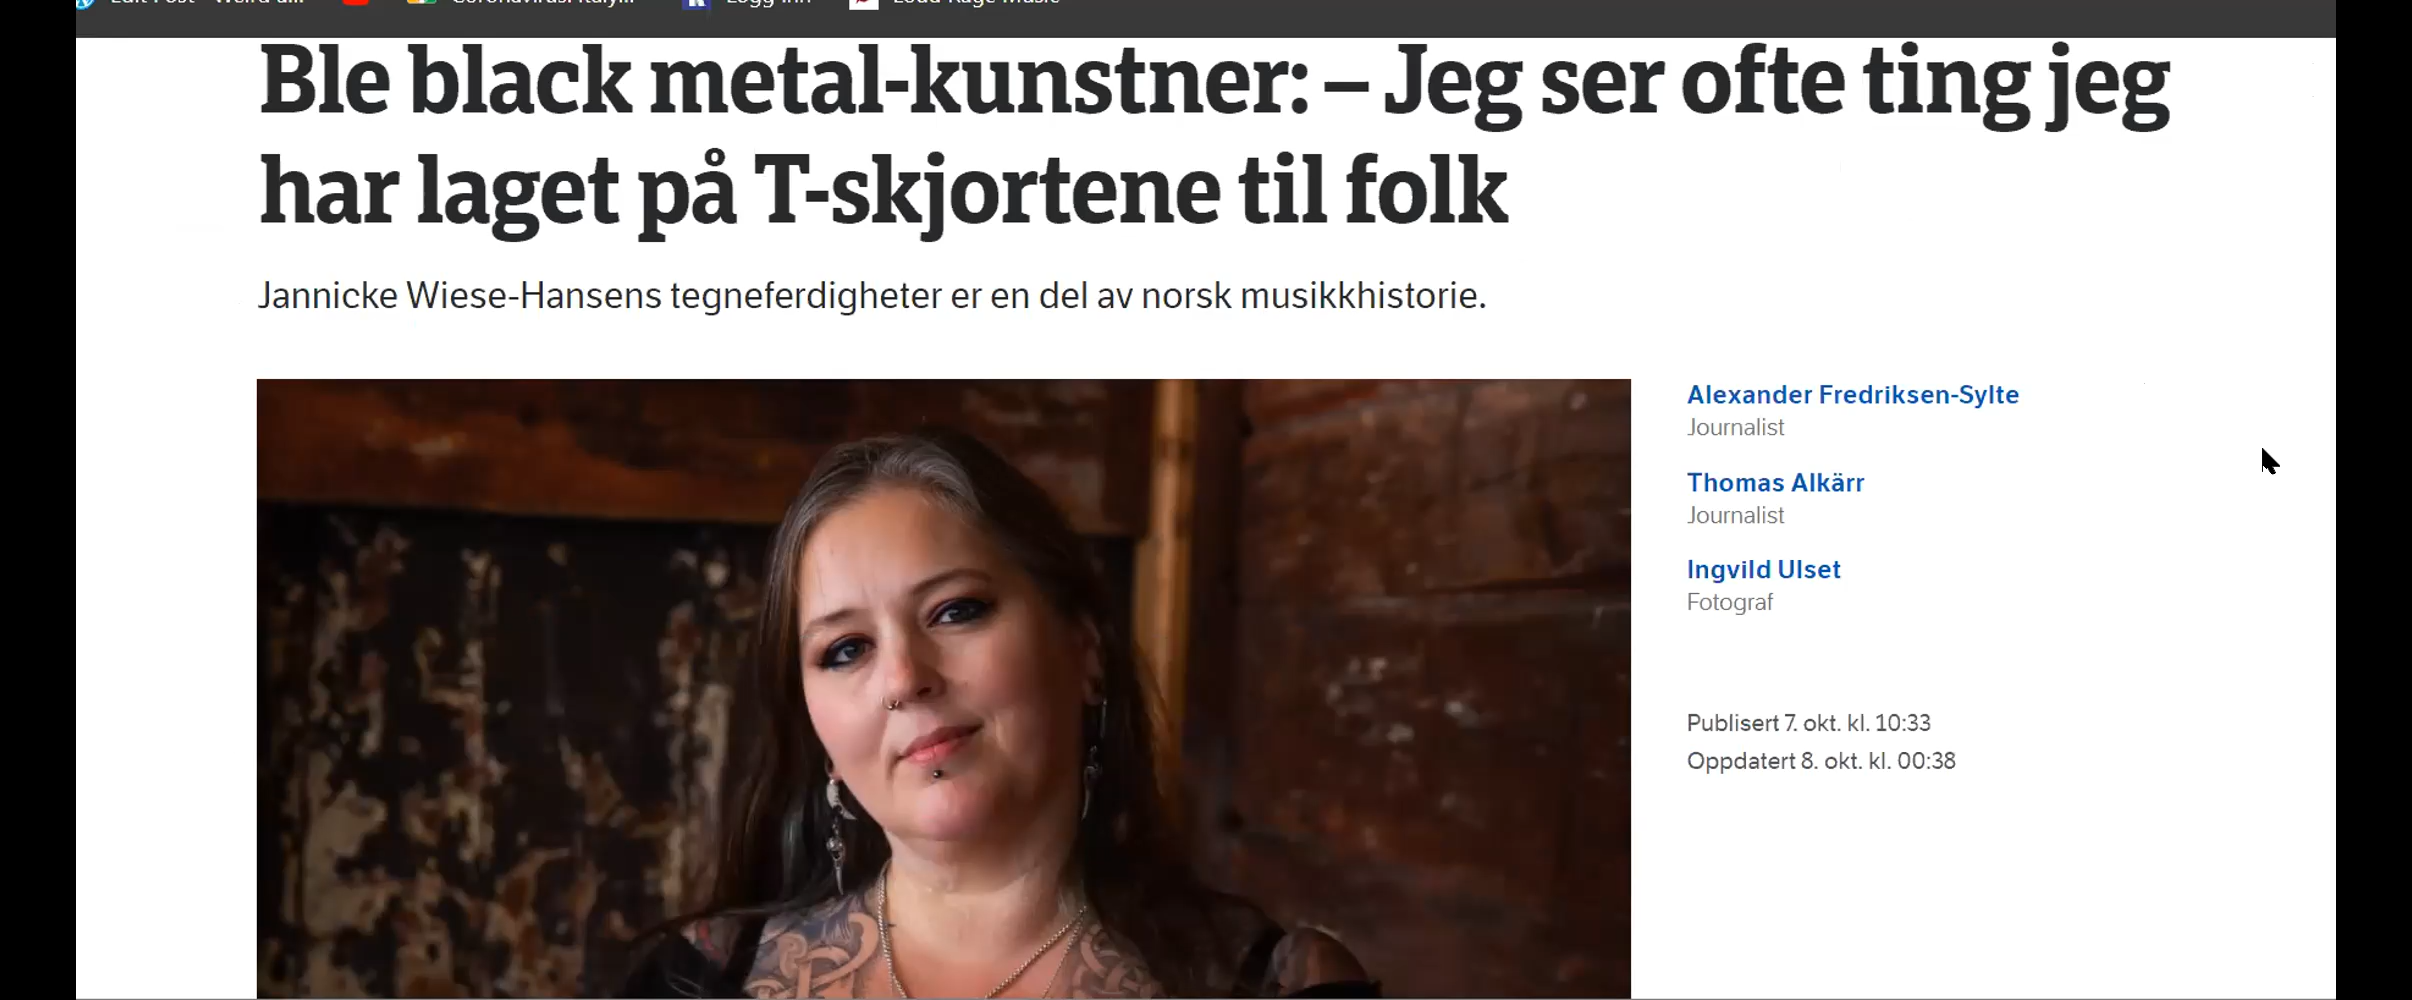 Ble black metal-kunstner: – Jeg ser ofte ting jeg
har laget på T-skjortene til folk
Jannicke Wiese-Hansens tegneferdigheter er en del av norsk musikkhistorie.
Alexander Fredriksen-Sylte
Journalist
Thomas Alkärr
Journalist
Ingvild Ulset
Fotograf
Publisert 7. okt. kl. 10:33
Oppdatert 8. okt. kl. 00:38